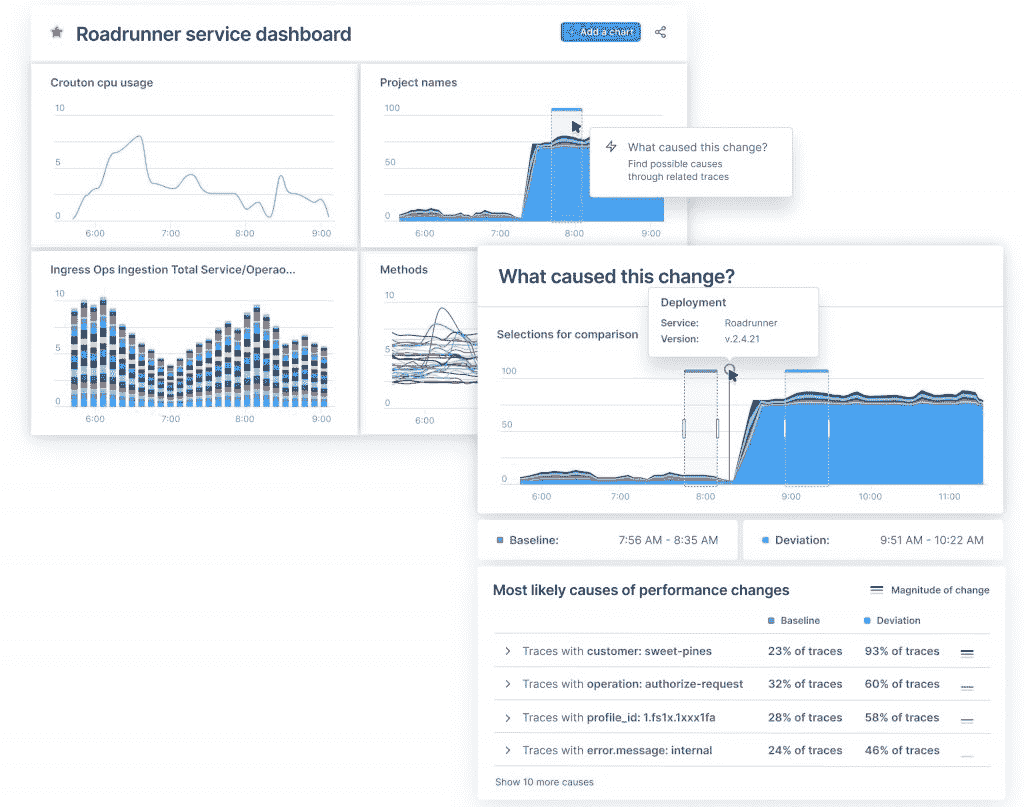 Roadrunner service dashboard
+ Add a chart
Crouton cpu usage
10
5
0
6:00 7:00 8:00 9:00
Project names
100
50
0
6:00 7:00 8:00 9:00
What caused this change?
Find possible causes
through related traces
Ingress Ops Ingestion Total Service/Operao...
10
5
0
6:00 7:00 8:00 9:00
Methods
10
5
0
6:00
What caused this change?
Deployment
Service: Roadrunner
Version: v.2.4.21
Selections for comparison
100
50
0
6:00 7:00 8:00 9:00 10:00 11:00
Baseline: 7:56 AM - 8:35 AM
Deviation: 9:51 AM - 10:22 AM
Most likely causes of performance changes
Magnitude of change
Baseline Deviation
Traces with customer: sweet-pines 23% of traces 93% of traces
Traces with operation: authorize-request 32% of traces 60% of traces
Traces with profile_id: 1.fs1x.1xxx1fa 28% of traces 58% of traces
Traces with error.message: internal 24% of traces 46% of traces
Show 10 more causes